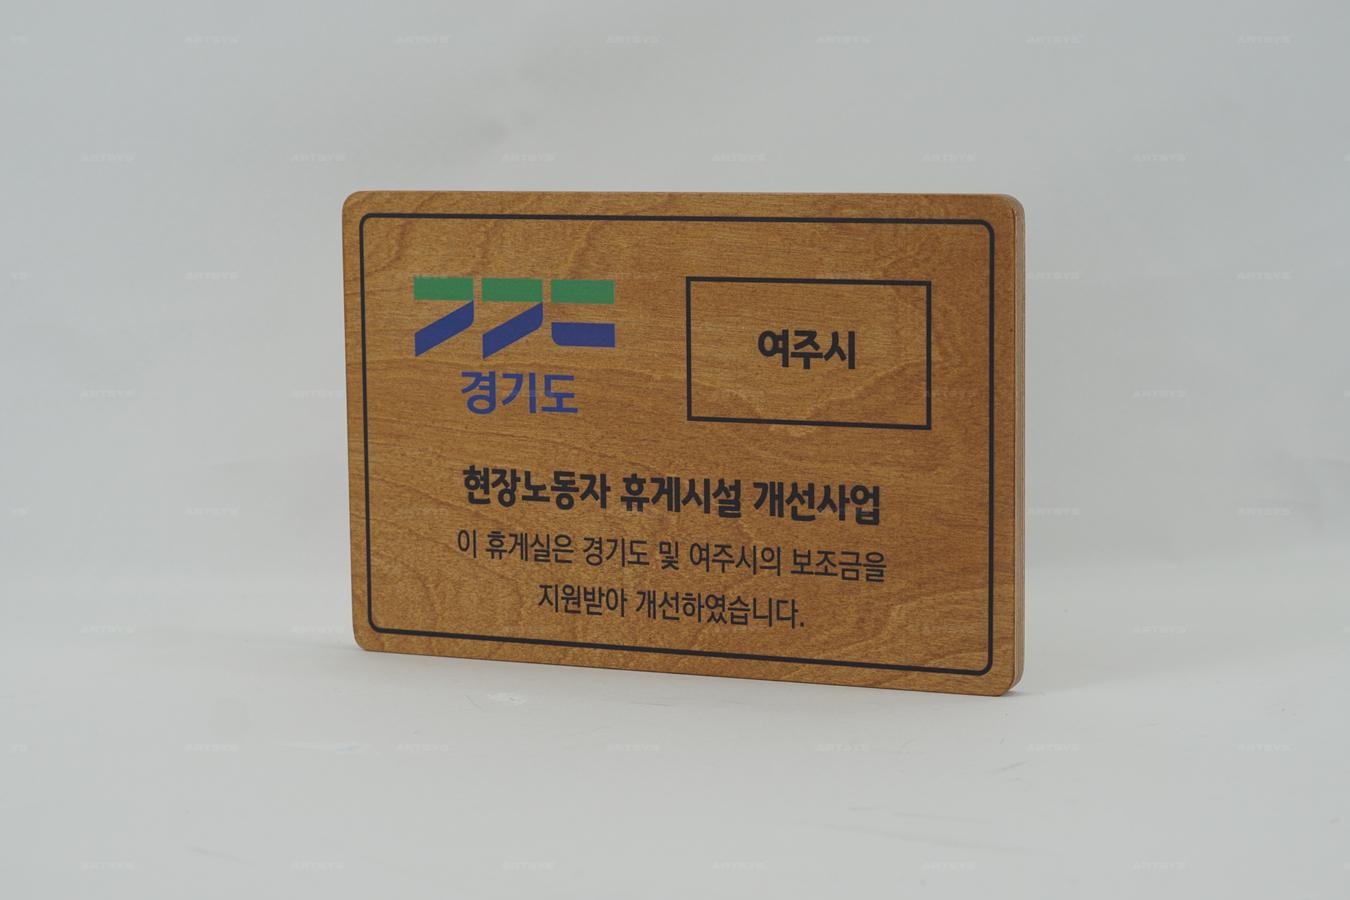 경기도
여주시
현장노동자 휴게시설 개선사업
이 휴게실은 경기도 및 여주시의 보조금을
지원받아 개선하였습니다.
ARTSYS